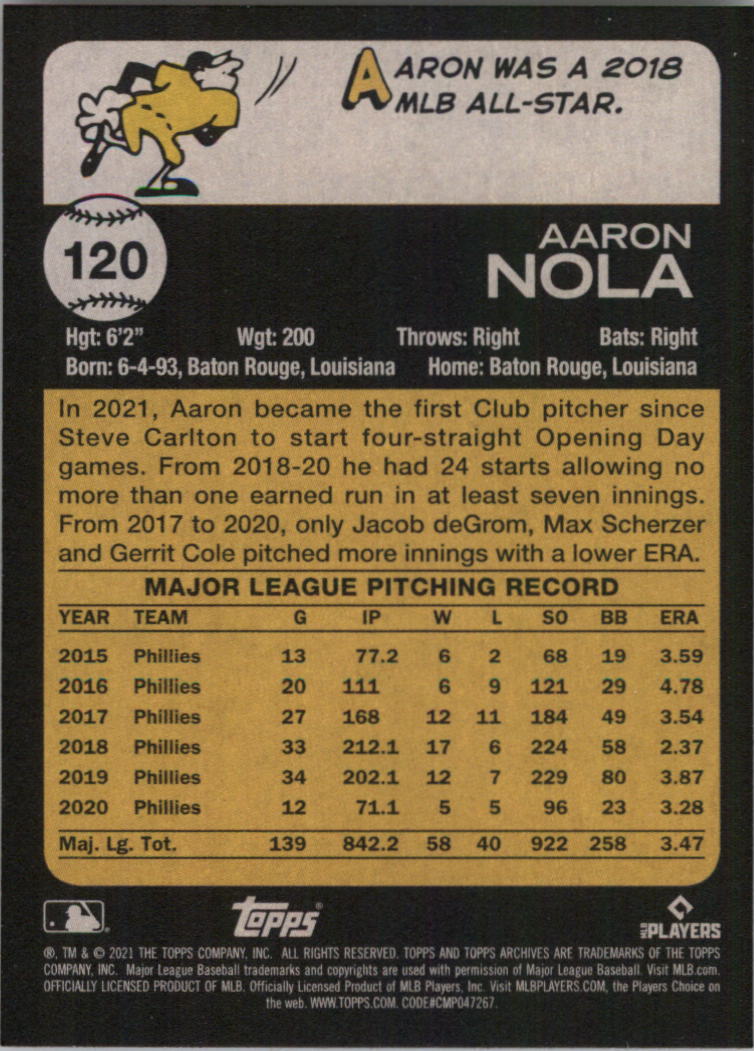 AARON WAS A 2018
MLB ALL-STAR.
120
AARON
NOLA
Hgt: 6'2" Wgt: 200 Throws: Right Bats: Right
Born: 6-4-93, Baton Rouge, Louisiana Home: Baton Rouge, Louisiana
In 2021, Aaron became the first Club pitcher since
Steve Carlton to start four-straight Opening Day
games. From 2018-20 he had 24 starts allowing no
more than one earned run in at least seven innings.
From 2017 to 2020, only Jacob deGrom, Max Scherzer
and Gerrit Cole pitched more innings with a lower ERA.
MAJOR LEAGUE PITCHING RECORD
YEAR TEAM G IP W L SO BB ERA
2015 Phillies 13 77.2 6 2 68 19 3.59
2016 Phillies 20 111 6 9 121 29 4.78
2017 Phillies 27 168 12 11 184 49 3.54
2018 Phillies 33 212.1 17 6 224 58 2.37
2019 Phillies 34 202.1 12 7 229 80 3.87
2020 Phillies 12 71.1 5 5 96 23 3.28
Maj. Lg. Tot. 139 842.2 58 40 922 258 3.47
Topps® MLB PLAYERS
®, TM & © 2021 THE TOPPS COMPANY, INC. ALL RIGHTS RESERVED. TOPPS AND TOPPS ARCHIVES ARE TRADEMARKS OF THE TOPPS
COMPANY, INC. Major League Baseball trademarks and copyrights are used with permission of Major League Baseball. Visit MLB.com.
OFFICIALLY LICENSED PRODUCT OF MLB. Officially Licensed Product of MLB Players, Inc. Visit MLBPLAYERS.COM, the Players Choice on
the web. WWW.TOPPS.COM. CODE#CMP047267.